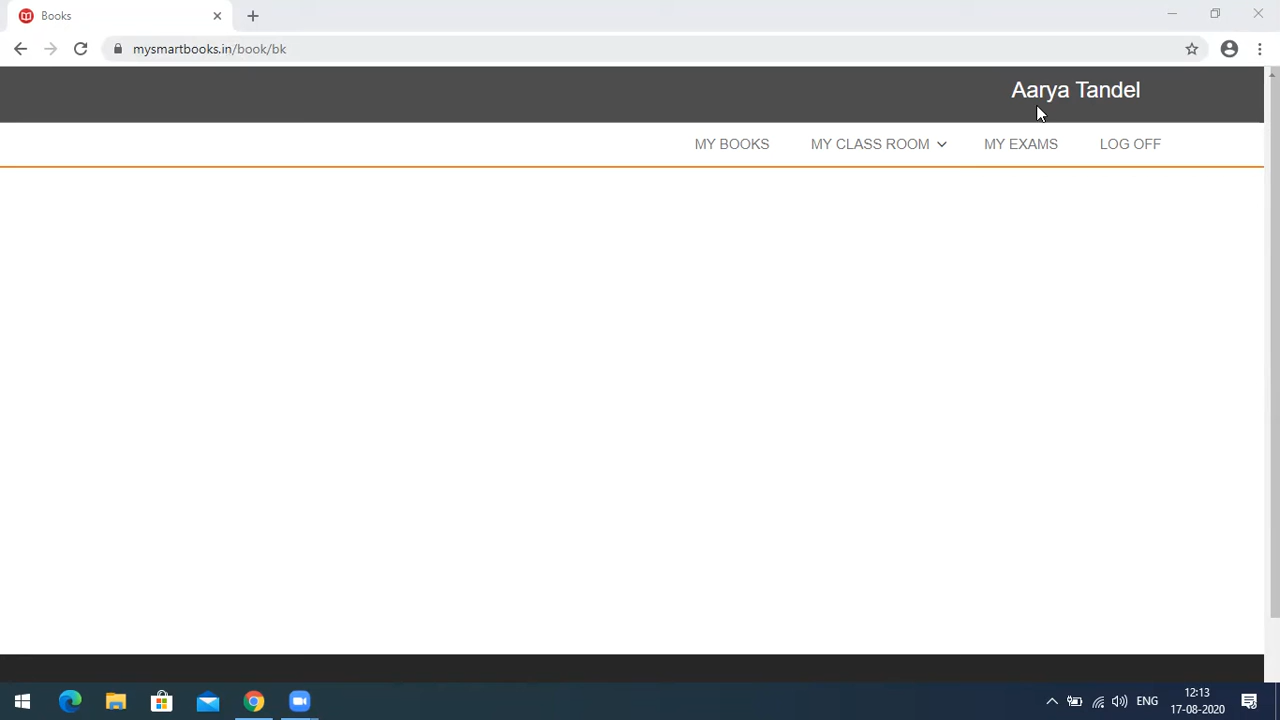 Books
mysmartbooks.in/book/bk
Aarya Tandel
MY BOOKS MY CLASS ROOM MY EXAMS LOG OFF
ENG
12:13
17-08-2020